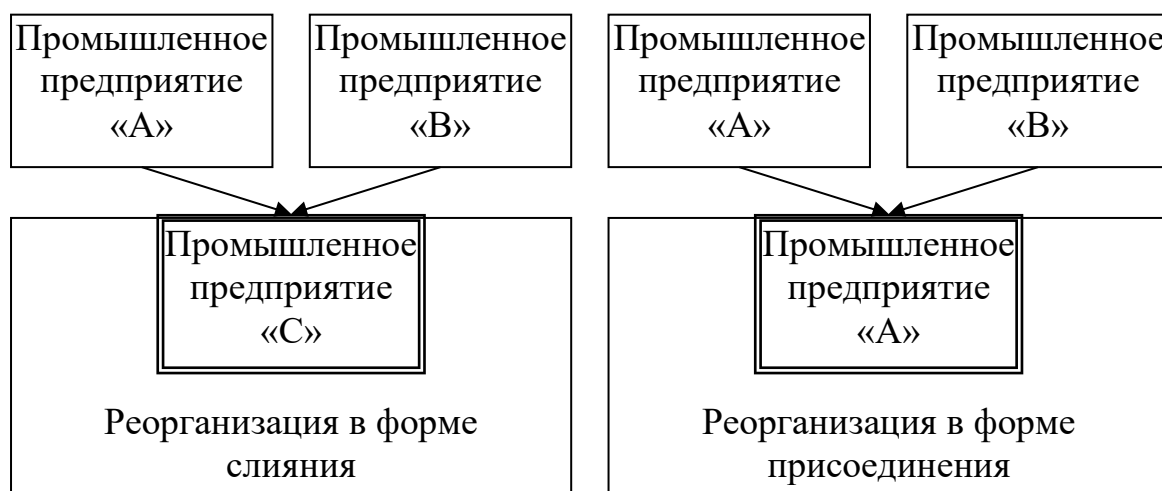 Промышленное
предприятие
«А»
Промышленное
предприятие
«В»
Промышленное
предприятие
«А»
Промышленное
предприятие
«В»
Промышленное
предприятие
«С»
Реорганизация в форме
слияния
Промышленное
предприятие
«А»
Реорганизация в форме
присоединения